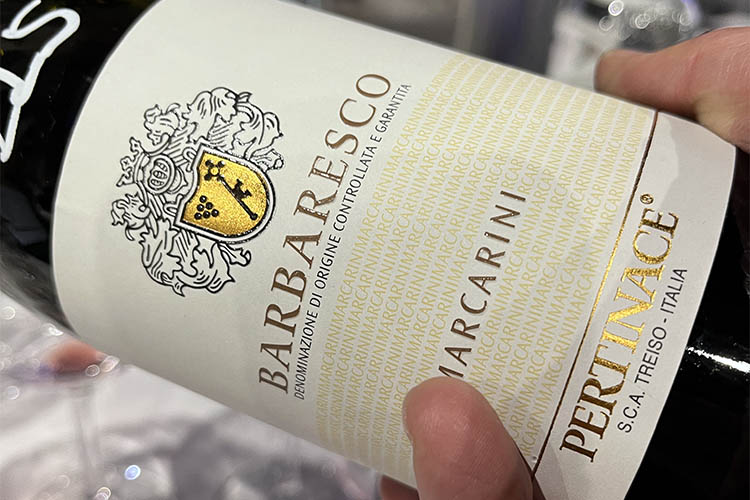 BARBARESCO
DENOMINAZIONE DI ORIGINE CONTROLLATA E GARANTITA
MARCARINI
PERTINACE®
S.C.A. TREISO - ITALIA